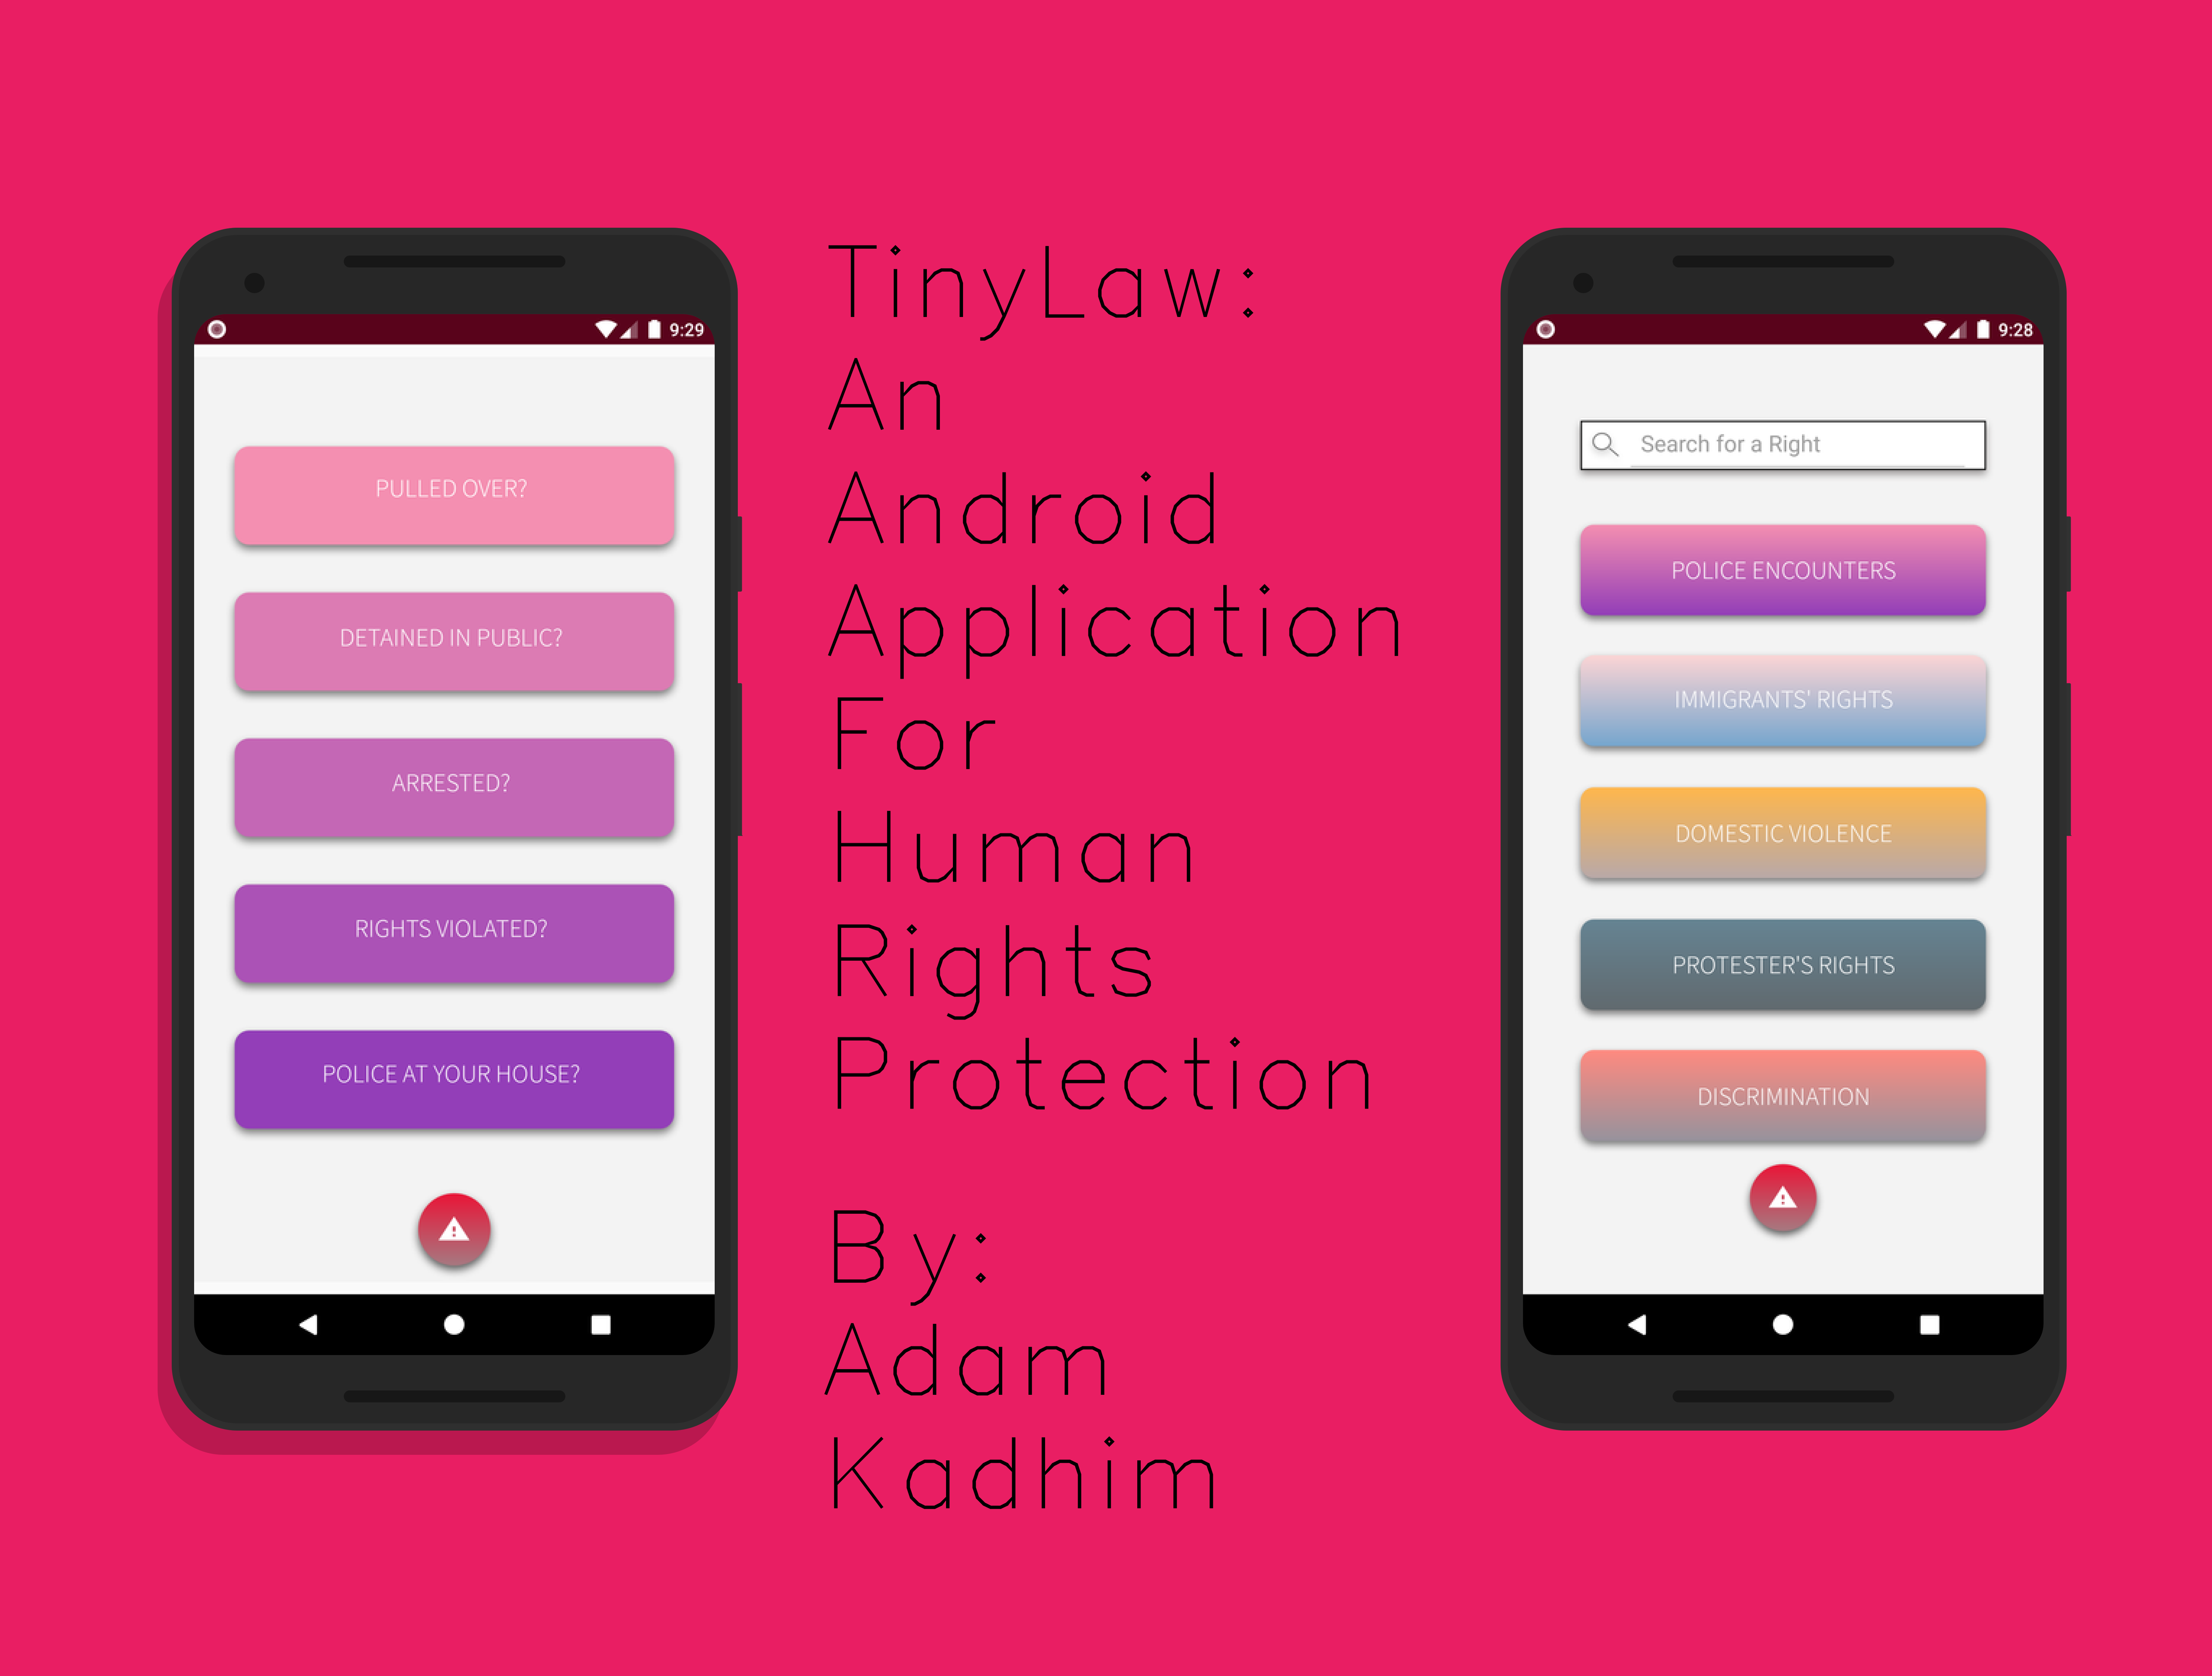 9:29
PULLED OVER?
DETAINED IN PUBLIC?
ARRESTED?
RIGHTS VIOLATED?
POLICE AT YOUR HOUSE?
TinyLaw:
An
Android
Application
For
Human
Rights
Protection
By:
Adam
Kadhim
9:28
Search for a Right
POLICE ENCOUNTERS
IMMIGRANTS' RIGHTS
DOMESTIC VIOLENCE
PROTESTER'S RIGHTS
DISCRIMINATION